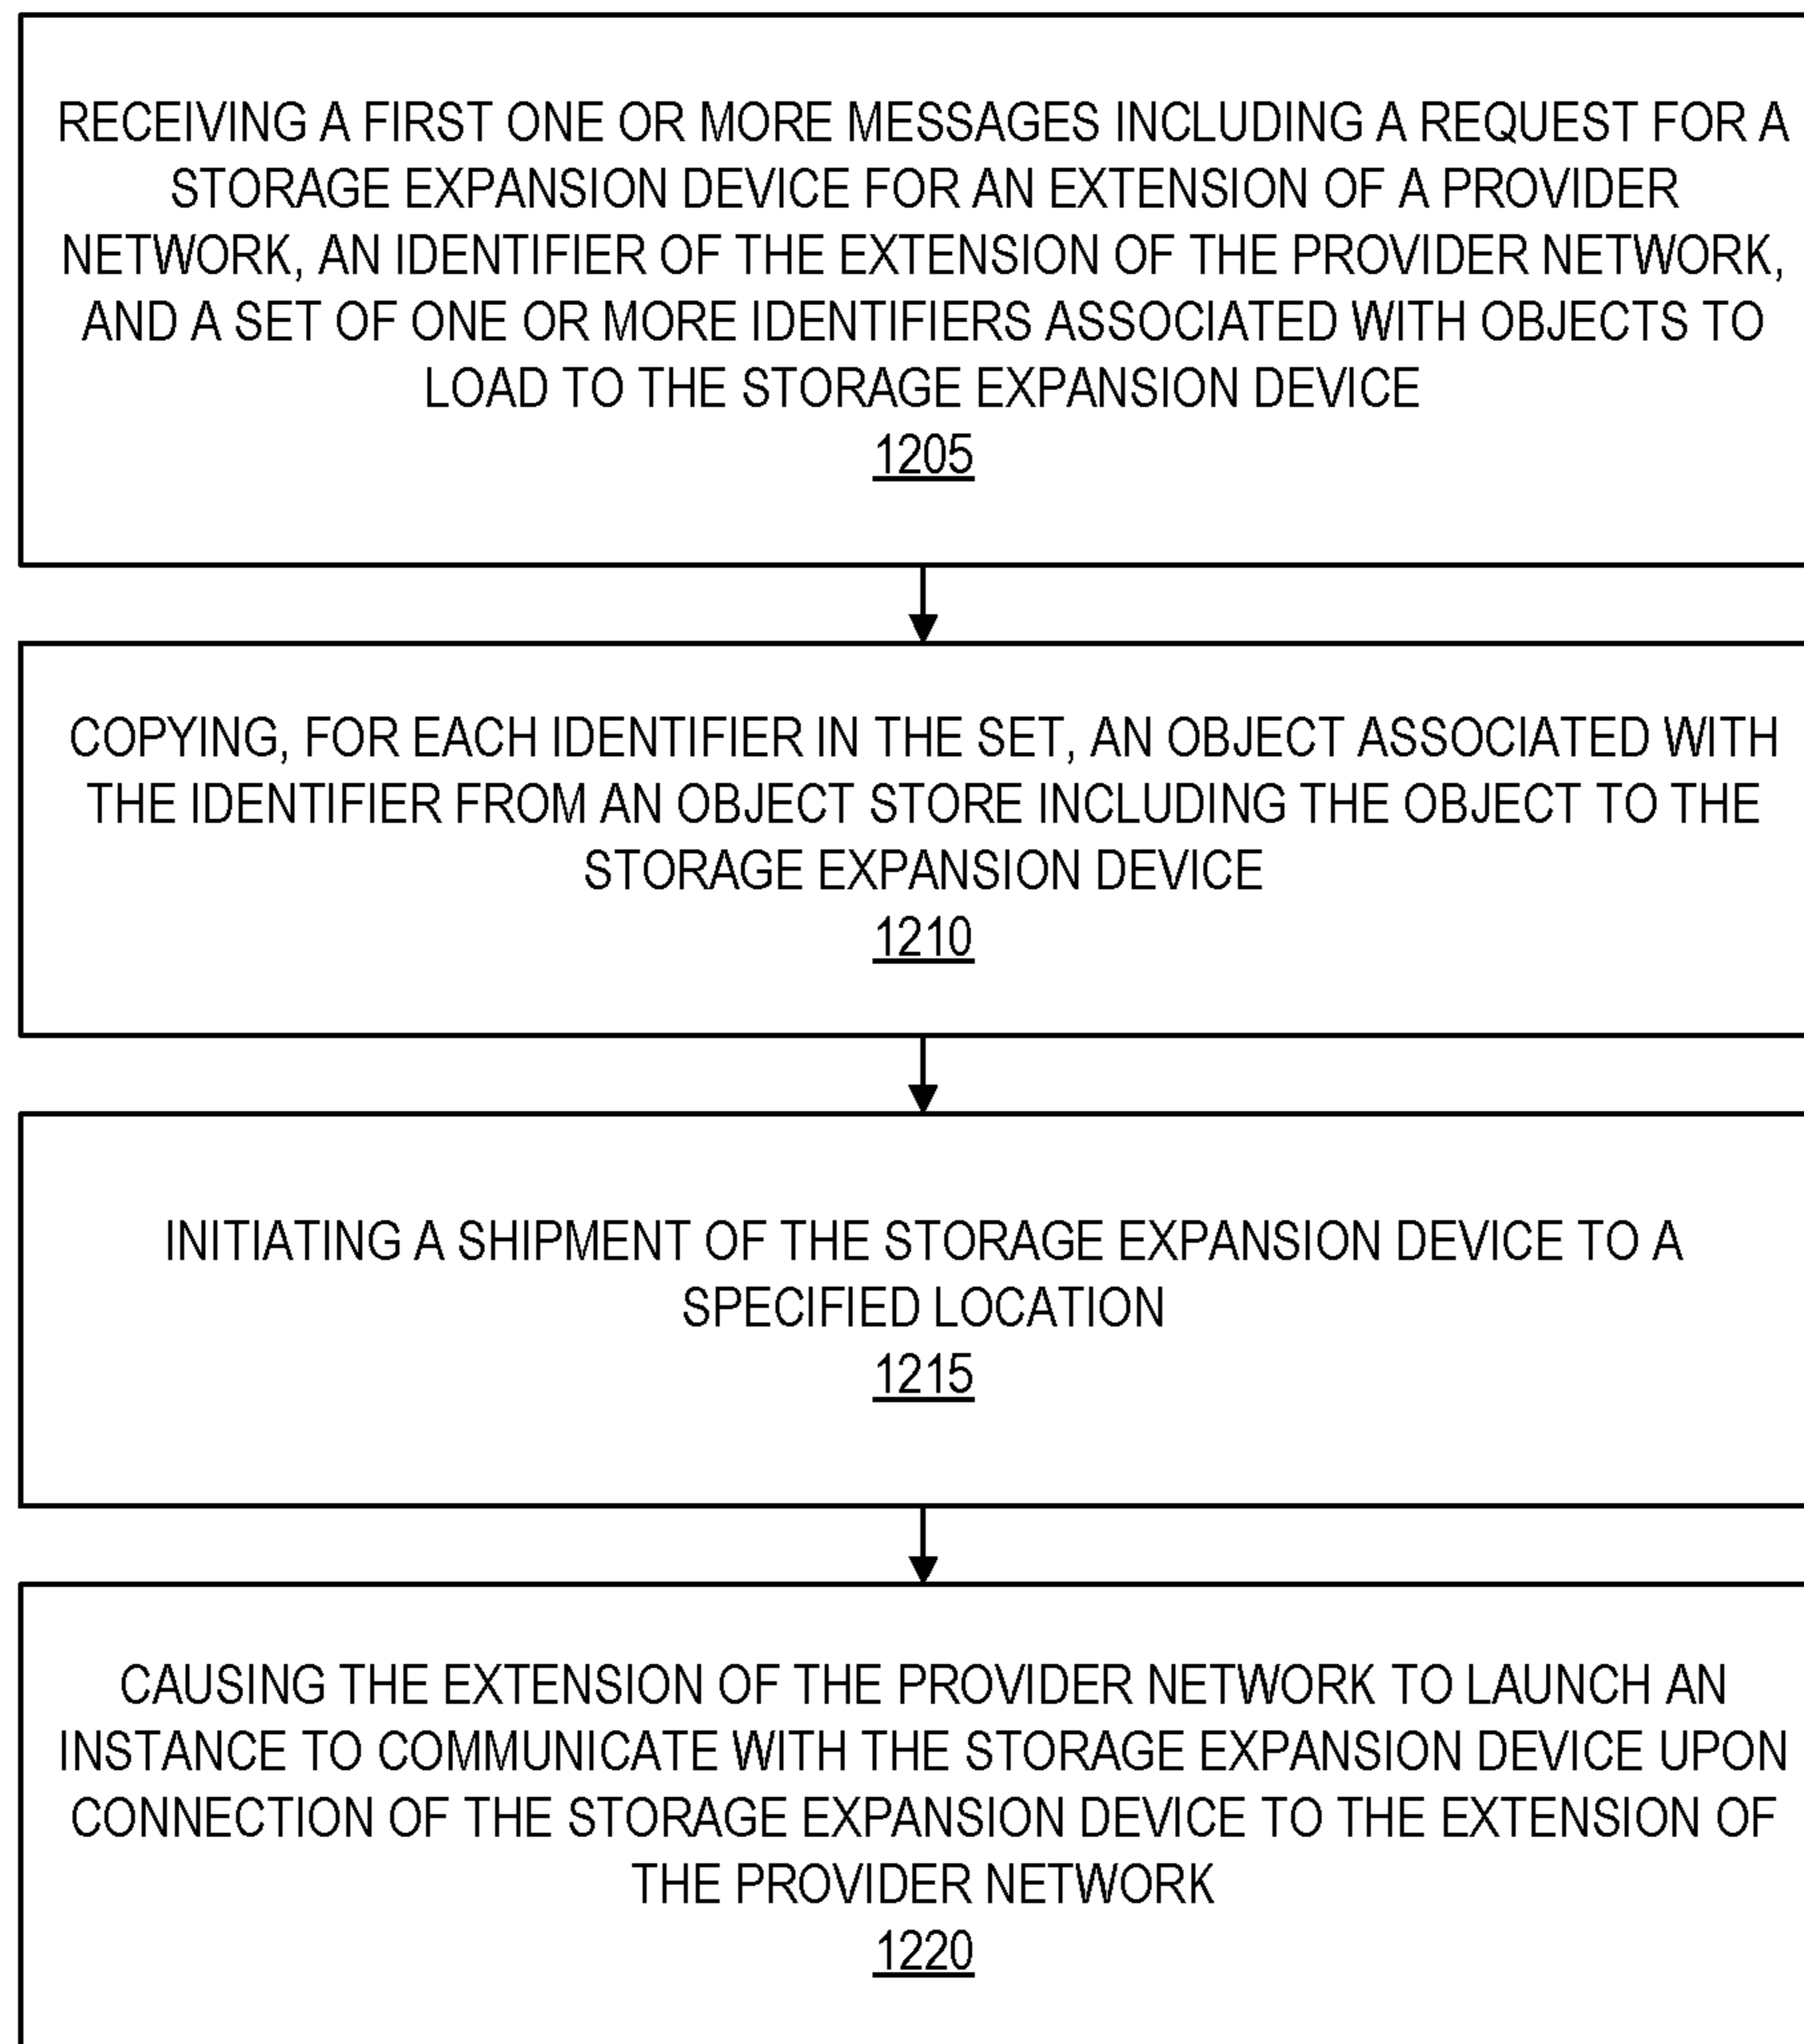 RECEIVING A FIRST ONE OR MORE MESSAGES INCLUDING A REQUEST FOR A
STORAGE EXPANSION DEVICE FOR AN EXTENSION OF A PROVIDER
NETWORK, AN IDENTIFIER OF THE EXTENSION OF THE PROVIDER NETWORK,
AND A SET OF ONE OR MORE IDENTIFIERS ASSOCIATED WITH OBJECTS TO
LOAD TO THE STORAGE EXPANSION DEVICE
1205
COPYING, FOR EACH IDENTIFIER IN THE SET, AN OBJECT ASSOCIATED WITH
THE IDENTIFIER FROM AN OBJECT STORE INCLUDING THE OBJECT TO THE
STORAGE EXPANSION DEVICE
1210
INITIATING A SHIPMENT OF THE STORAGE EXPANSION DEVICE TO A
SPECIFIED LOCATION
1215
CAUSING THE EXTENSION OF THE PROVIDER NETWORK TO LAUNCH AN
INSTANCE TO COMMUNICATE WITH THE STORAGE EXPANSION DEVICE UPON
CONNECTION OF THE STORAGE EXPANSION DEVICE TO THE EXTENSION OF
THE PROVIDER NETWORK
1220